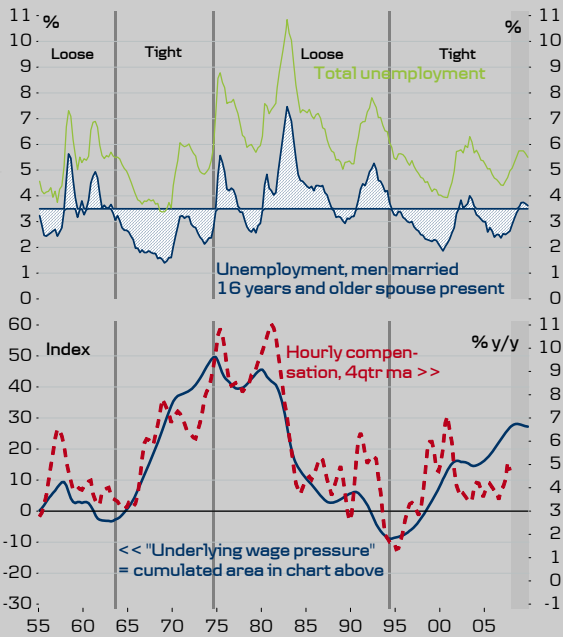 11 % % 11
10 10
Loose Tight Loose Tight
9 9
Total unemployment
8 8
7 7
6 6
5 5
4 4
3 3
2 2
Unemployment, men married
16 years and older spouse present
1 1
0 0
60 11
Index % y/y
10
50 9
Hourly compen-
sation, 4qtr ma >>
40 8
30 7
6
20 5
10 4
0 3
-10 2
<< "Underlying wage pressure"
= cumulated area in chart above
1
-20 0
-30 -1
55 60 65 70 75 80 85 90 95 00 05